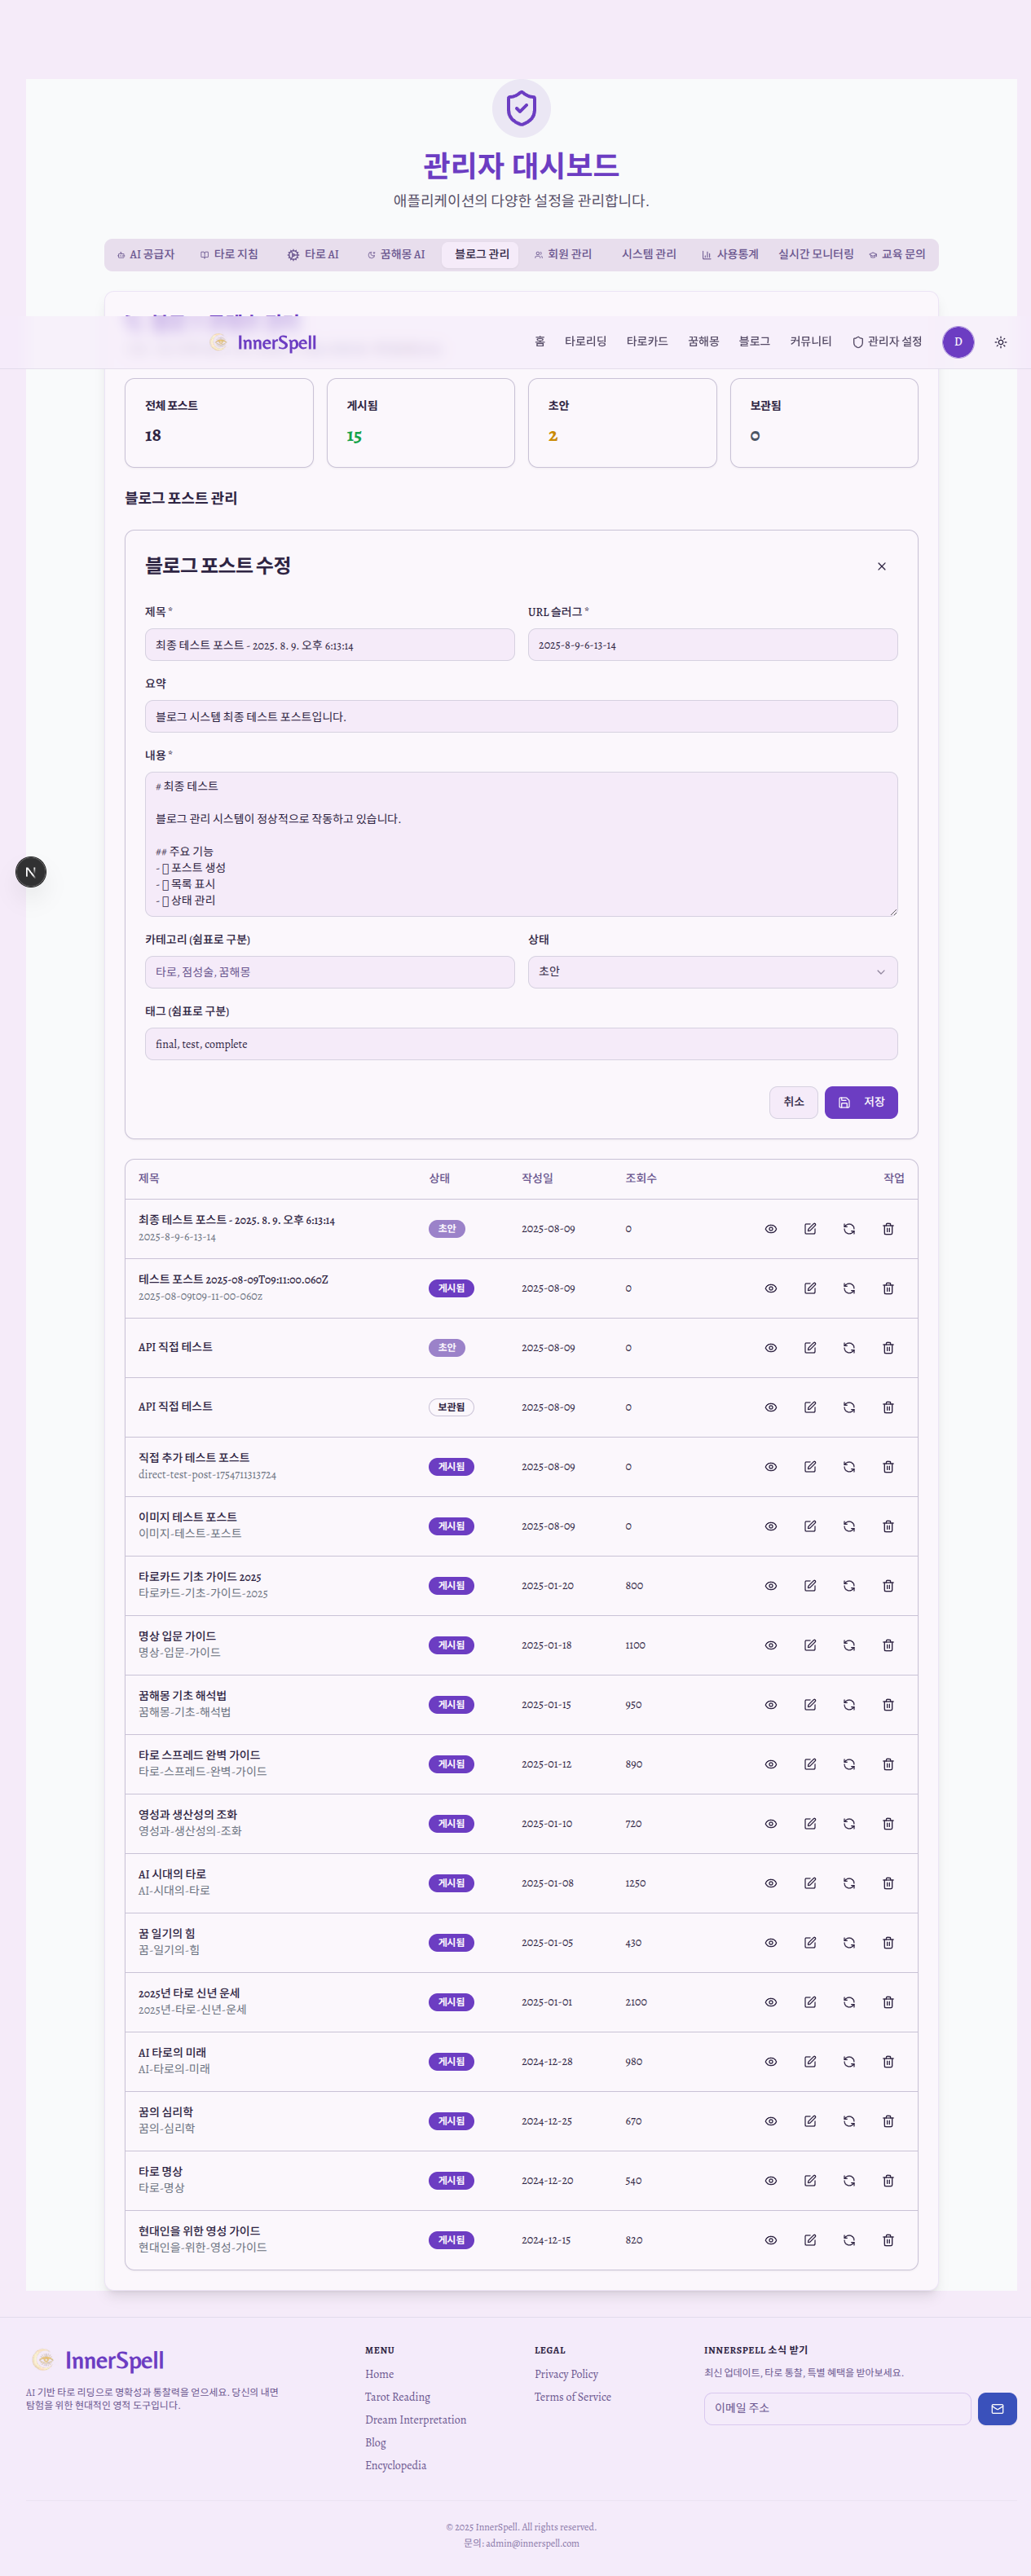 관리자 대시보드
애플리케이션의 다양한 설정을 관리합니다.
AI 공급자 타로 지침 타로 AI 꿈해몽 AI 블로그 관리 회원 관리 시스템 관리 사용통계 실시간 모니터링 교육 문의
InnerSpell 홈 타로리딩 타로카드 꿈해몽 블로그 커뮤니티 관리자 설정 D
전체 포스트 게시됨 초안 보관됨
18 15 2 0
블로그 포스트 관리
블로그 포스트 수정
제목 * URL 슬러그 *
최종 테스트 포스트 - 2025. 8. 9. 오후 6:13:14 2025-8-9-6-13-14
요약
블로그 시스템 최종 테스트 포스트입니다.
내용 *
# 최종 테스트
블로그 관리 시스템이 정상적으로 작동하고 있습니다.
## 주요 기능
- 포스트 생성
- 목록 표시
- 상태 관리
카테고리 (쉼표로 구분) 상태
타로, 점성술, 꿈해몽 초안
태그 (쉼표로 구분)
final, test, complete
취소 저장
제목 상태 작성일 조회수 작업
최종 테스트 포스트 - 2025. 8. 9. 오후 6:13:14
2025-8-9-6-13-14 초안 2025-08-09 0
테스트 포스트 2025-08-09T09:11:00.060Z
2025-08-09t09-11-00-060z 게시됨 2025-08-09 0
API 직접 테스트 초안 2025-08-09 0
API 직접 테스트 보관됨 2025-08-09 0
직접 추가 테스트 포스트
direct-test-post-1754711313724 게시됨 2025-08-09 0
이미지 테스트 포스트
이미지-테스트-포스트 게시됨 2025-08-09 0
타로카드 기초 가이드 2025
타로카드-기초-가이드-2025 게시됨 2025-01-20 800
명상 입문 가이드
명상-입문-가이드 게시됨 2025-01-18 1100
꿈해몽 기초 해석법
꿈해몽-기초-해석법 게시됨 2025-01-15 950
타로 스프레드 완벽 가이드
타로-스프레드-완벽-가이드 게시됨 2025-01-12 890
영성과 생산성의 조화
영성과-생산성의-조화 게시됨 2025-01-10 720
AI 시대의 타로
AI-시대의-타로 게시됨 2025-01-08 1250
꿈 일기의 힘
꿈-일기의-힘 게시됨 2025-01-05 430
2025년 타로 신년 운세
2025년-타로-신년-운세 게시됨 2025-01-01 2100
AI 타로의 미래
AI-타로의-미래 게시됨 2024-12-28 980
꿈의 심리학
꿈의-심리학 게시됨 2024-12-25 670
타로 명상
타로-명상 게시됨 2024-12-20 540
현대인을 위한 영성 가이드
현대인을-위한-영성-가이드 게시됨 2024-12-15 820
InnerSpell
AI 기반 타로 리딩으로 명확성과 통찰력을 얻으세요. 당신의 내면
탐험을 위한 현대적인 영적 도구입니다.
MENU
Home
Tarot Reading
Dream Interpretation
Blog
Encyclopedia
LEGAL
Privacy Policy
Terms of Service
INNERSPELL 소식 받기
최신 업데이트, 타로 통찰, 특별 혜택을 받아보세요.
이메일 주소
© 2025 InnerSpell. All rights reserved.
문의: admin@innerspell.com